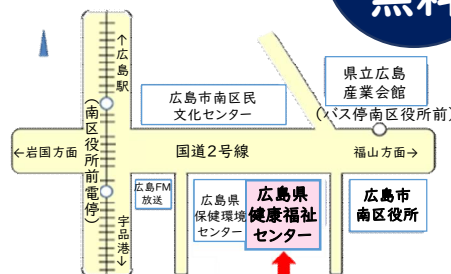 無料
↑広島駅
県立広島
産業会館
広島市南区民
文化センター
(バス停南区役所前)
(南区役所前電停)
←岩国方面
国道2号線
福山方面→
広島FM
放送
広島県
保健環境
センター
広島県
健康福祉
センター
広島市
南区役所
宇品港↓